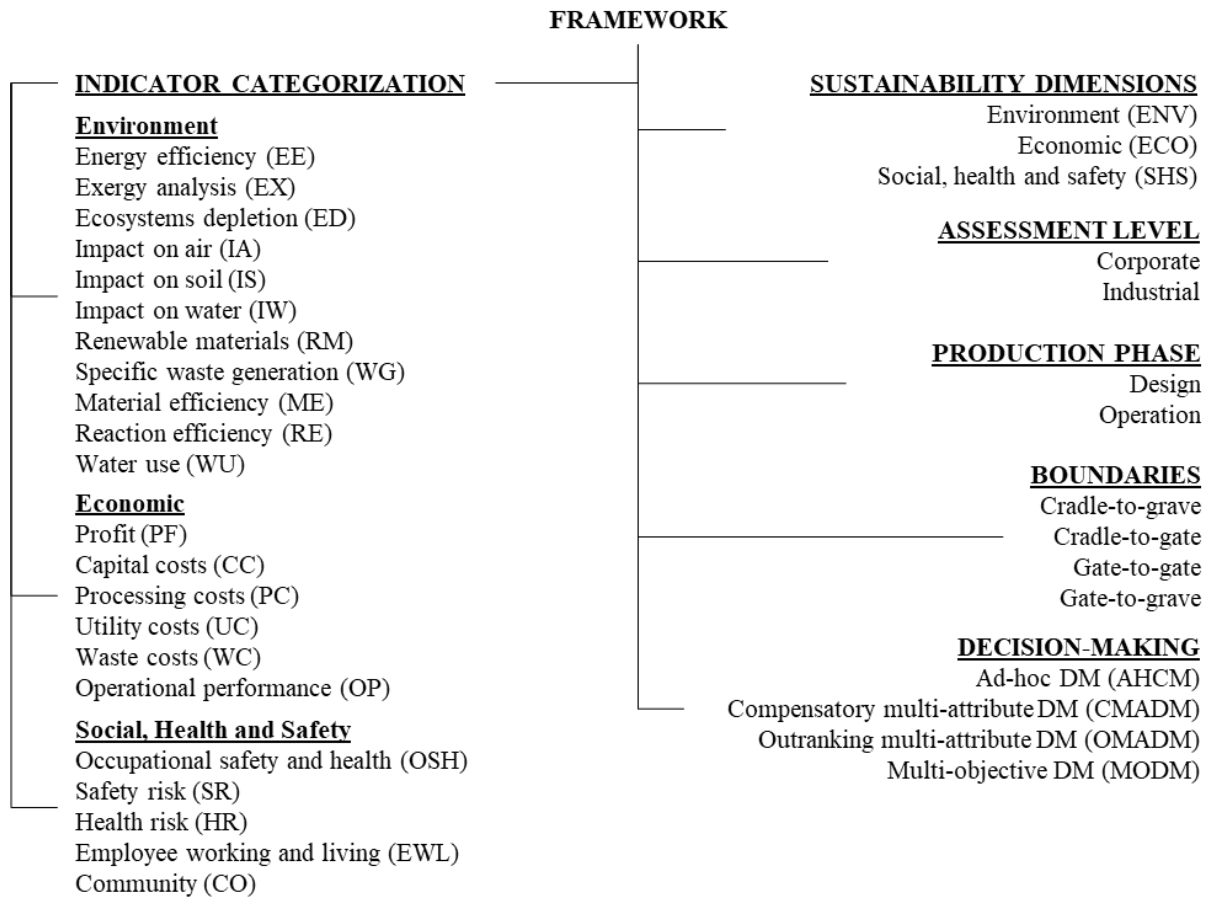 FRAMEWORK
INDICATOR CATEGORIZATION
Environment
Energy efficiency (EE)
Exergy analysis (EX)
Ecosystems depletion (ED)
Impact on air (IA)
Impact on soil (IS)
Impact on water (IW)
Renewable materials (RM)
Specific waste generation (WG)
Material efficiency (ME)
Reaction efficiency (RE)
Water use (WU)
Economic
Profit (PF)
Capital costs (CC)
Processing costs (PC)
Utility costs (UC)
Waste costs (WC)
Operational performance (OP)
Social, Health and Safety
Occupational safety and health (OSH)
Safety risk (SR)
Health risk (HR)
Employee working and living (EWL)
Community (CO)
SUSTAINABILITY DIMENSIONS
Environment (ENV)
Economic (ECO)
Social, health and safety (SHS)
ASSESSMENT LEVEL
Corporate
Industrial
PRODUCTION PHASE
Design
Operation
BOUNDARIES
Cradle-to-grave
Cradle-to-gate
Gate-to-gate
Gate-to-grave
DECISION-MAKING
Ad-hoc DM (AHCM)
Compensatory multi-attribute DM (CMADM)
Outranking multi-attribute DM (OMADM)
Multi-objective DM (MODM)